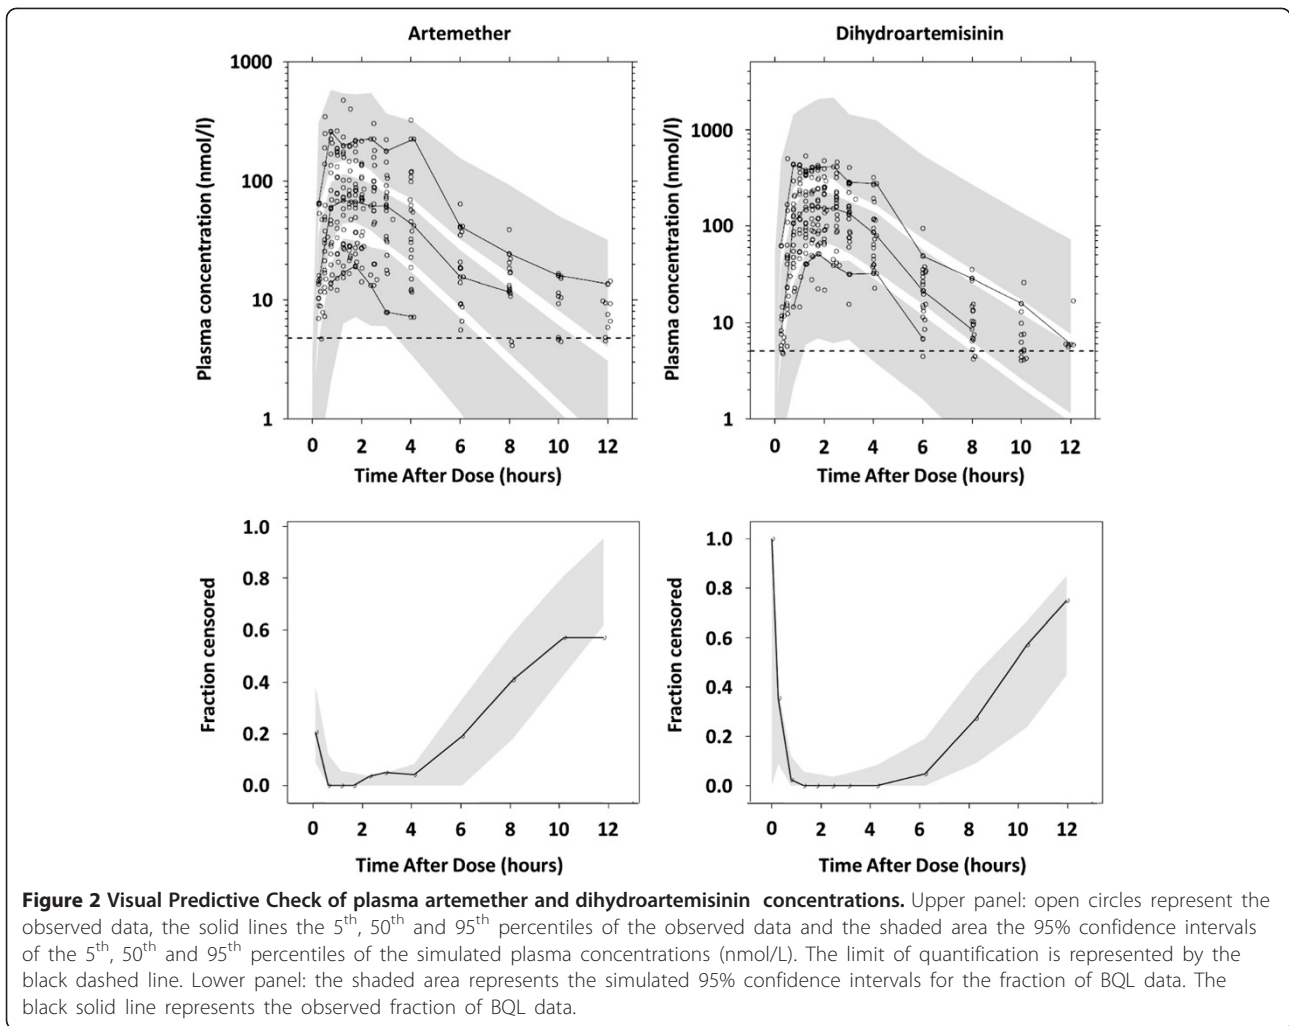 Artemether
Dihydroartemisinin
Plasma concentration (nmol/l)
1000
100
10
1
0 2 4 6 8 10 12
Time After Dose (hours)
Plasma concentration (nmol/l)
1000
100
10
1
0 2 4 6 8 10 12
Time After Dose (hours)
Fraction censored
1.0
0.8
0.6
0.4
0.2
0.0
0 2 4 6 8 10 12
Time After Dose (hours)
Fraction censored
1.0
0.8
0.6
0.4
0.2
0.0
0 2 4 6 8 10 12
Time After Dose (hours)
Figure 2 Visual Predictive Check of plasma artemether and dihydroartemisinin concentrations. Upper panel: open circles represent the
observed data, the solid lines the 5th, 50th and 95th percentiles of the observed data and the shaded area the 95% confidence intervals
of the 5th, 50th and 95th percentiles of the simulated plasma concentrations (nmol/L). The limit of quantification is represented by the
black dashed line. Lower panel: the shaded area represents the simulated 95% confidence intervals for the fraction of BQL data. The
black solid line represents the observed fraction of BQL data.